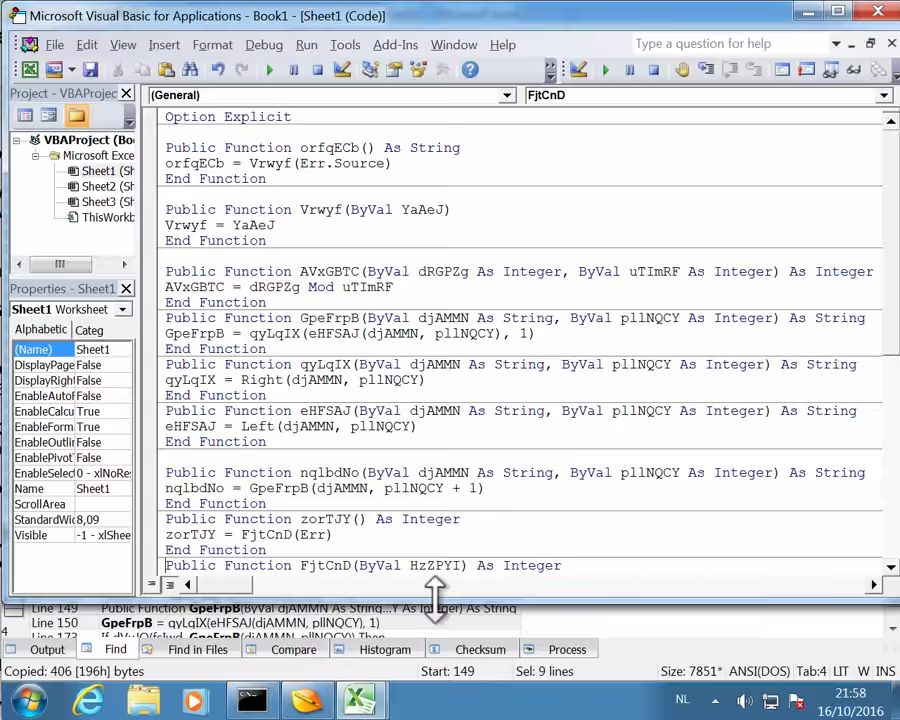 Microsoft Visual Basic for Applications - Book1 - [Sheet1 (Code)]
File Edit View Insert Format Debug Run Tools Add-Ins Window Help
Type a question for help
Project - VBAProjec
(General)
FjtCnD
VBAProject (Boo
Microsoft Exce
Sheet1 (Sh
Sheet2 (Sh
Sheet3 (Sh
ThisWorkb
Properties - Sheet1
Sheet1 Worksheet
Alphabetic Categ
(Name) Sheet1
DisplayPage False
DisplayRigh False
EnableAutoF False
EnableCalcu True
EnableForm True
EnableOutlin False
EnablePivot False
EnableSelect 0 - xlNoRes
Name Sheet1
ScrollArea
StandardWid 8,09
Visible -1 - xlShee
Option Explicit
Public Function orfqECb() As String
orfqECb = Vrwyf(Err.Source)
End Function
Public Function Vrwyf(ByVal YaAeJ)
Vrwyf = YaAeJ
End Function
Public Function AVxGBTC(ByVal dRGPZg As Integer, ByVal uTImRF As Integer) As Integer
AVxGBTC = dRGPZg Mod uTImRF
End Function
Public Function GpeFrpB(ByVal djAMMN As String, ByVal pllNQCY As Integer) As String
GpeFrpB = qyLqIX(eHFSAJ(djAMMN, pllNQCY), 1)
End Function
Public Function qyLqIX(ByVal djAMMN As String, ByVal pllNQCY As Integer) As String
qyLqIX = Right(djAMMN, pllNQCY)
End Function
Public Function eHFSAJ(ByVal djAMMN As String, ByVal pllNQCY As Integer) As String
eHFSAJ = Left(djAMMN, pllNQCY)
End Function
Public Function nqlbdNo(ByVal djAMMN As String, ByVal pllNQCY As Integer) As String
nqlbdNo = GpeFrpB(djAMMN, pllNQCY + 1)
End Function
Public Function zorTJY() As Integer
zorTJY = FjtCnD(Err)
End Function
Public Function FjtCnD(ByVal HzZPYI) As Integer
Line 149 Public Function GpeFrpB(ByVal djAMMN As String...Y As Integer) As String
Line 150 GpeFrpB = qyLqIX(eHFSAJ(djAMMN, pllNQCY), 1)
Output Find Find in Files Compare Histogram Checksum Process
Copied: 406 [196h] bytes Start: 149 Sel: 9 lines Size: 7851* ANSI(DOS) Tab:4 LIT W INS
NL
21:58
16/10/2016